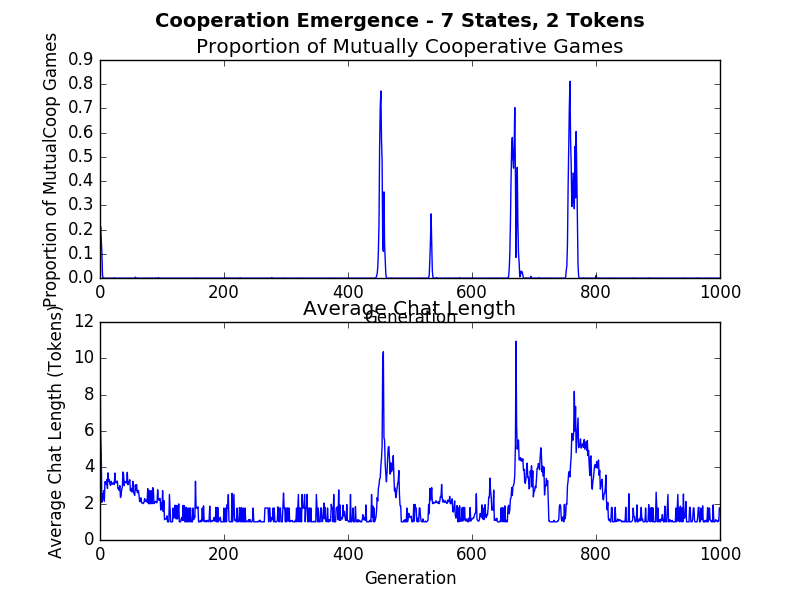 Cooperation Emergence - 7 States, 2 Tokens
Proportion of Mutually Cooperative Games
Proportion of MutualCoop Games
0.9
0.8
0.7
0.6
0.5
0.4
0.3
0.2
0.1
0.0
0 200 400 600 800 1000
Generation
Average Chat Length
Average Chat Length (Tokens)
12
10
8
6
4
2
0
0 200 400 600 800 1000
Generation